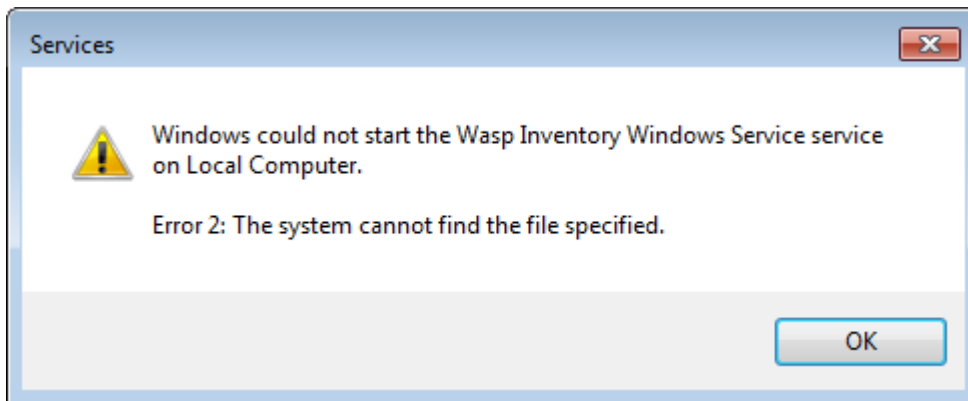 Services
Windows could not start the Wasp Inventory Windows Service service
on Local Computer.
Error 2: The system cannot find the file specified.
OK